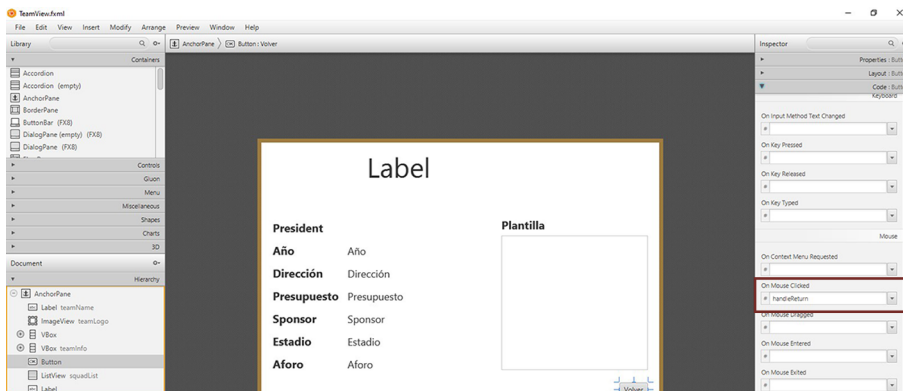 TeamView.fxml
File Edit View Insert Modify Arrange Preview Window Help
Library
AnchorPane Button : Volver
Inspector
Containers
Accordion
Accordion (empty)
AnchorPane
BorderPane
ButtonBar (FX8)
DialogPane (empty) (FX8)
DialogPane (FX8)
Controls
Gluon
Menu
Miscellaneous
Shapes
Charts
3D
Document
Hierarchy
AnchorPane
Label teamName
ImageView teamLogo
VBox
VBox teamInfo
Button
ListView squadList
Label
Label
President
Año Año
Dirección Dirección
Presupuesto Presupuesto
Sponsor Sponsor
Estadio Estadio
Aforo Aforo
Plantilla
Volver
Properties : Butt
Layout : Butt
Code : Butt
Keyboard
On Input Method Text Changed
#
On Key Pressed
#
On Key Released
#
On Key Typed
#
Mouse
On Context Menu Requested
#
On Mouse Clicked
# handleReturn
On Mouse Dragged
#
On Mouse Entered
#
On Mouse Exited
#